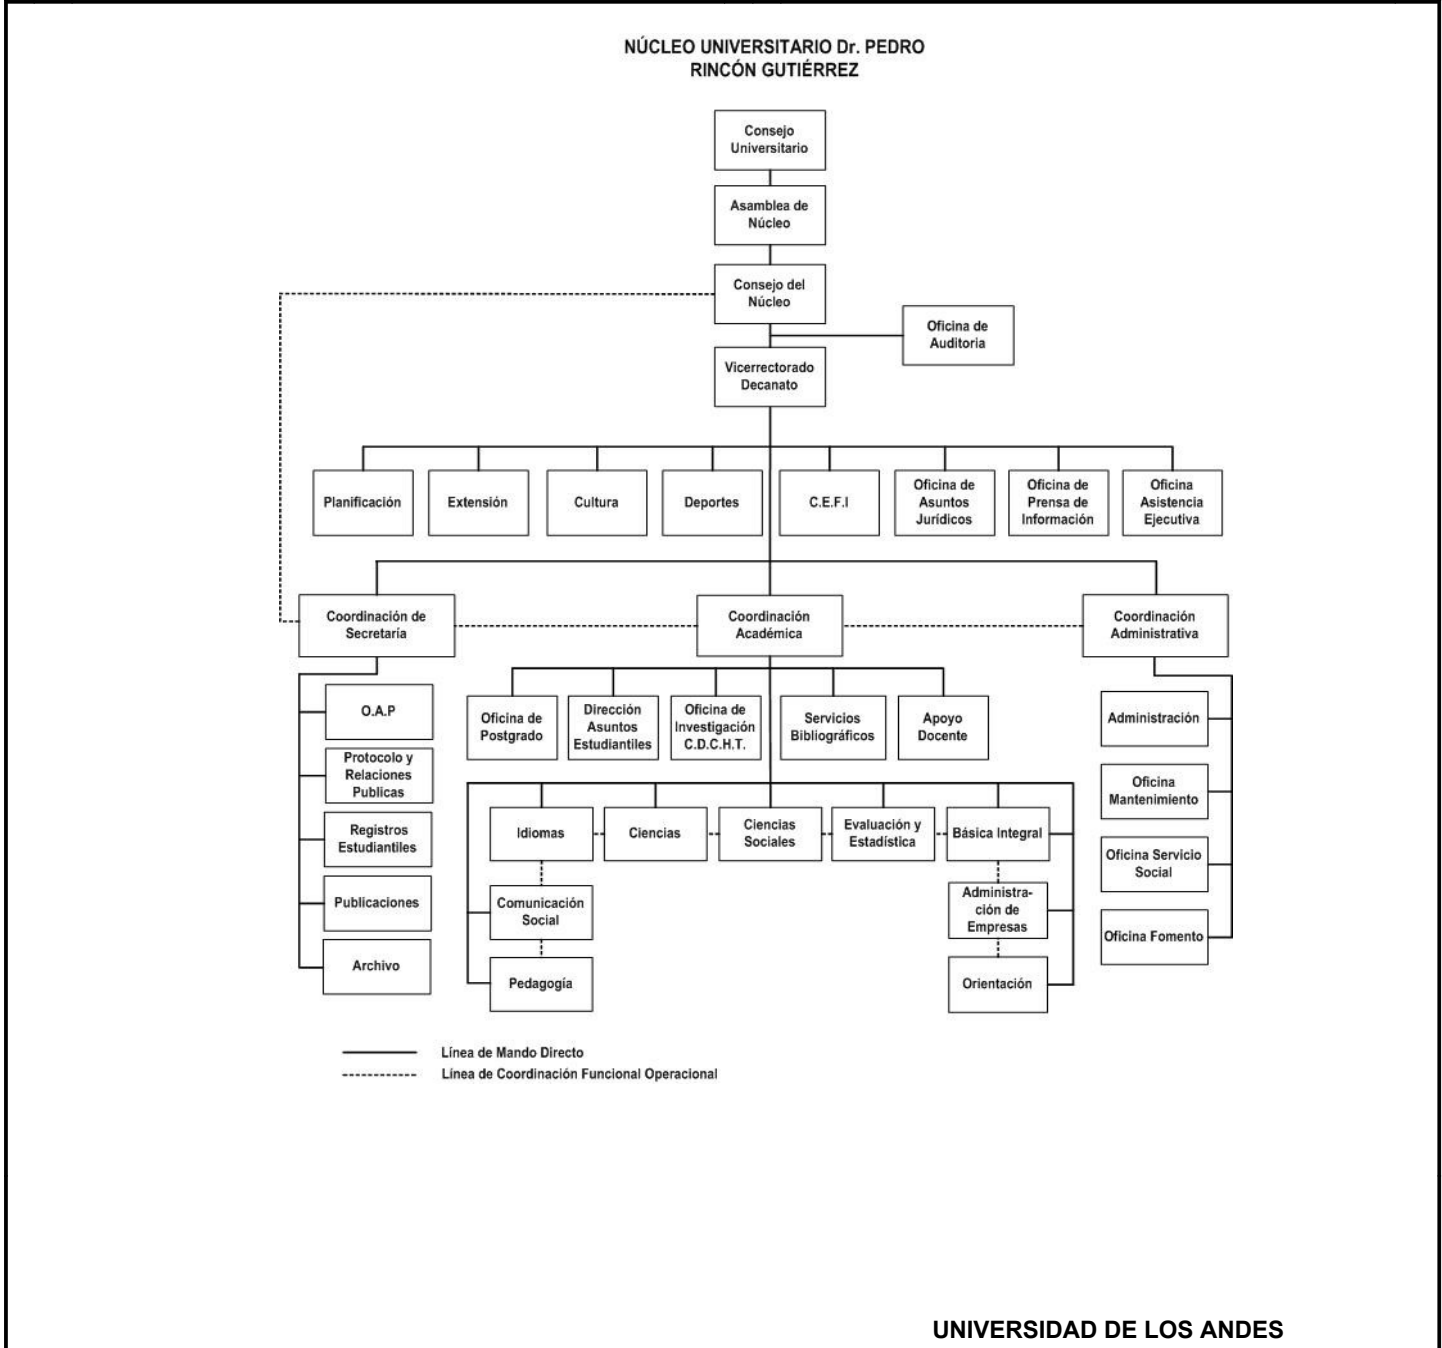 NÚCLEO UNIVERSITARIO Dr. PEDRO
RINCÓN GUTIÉRREZ
Consejo
Universitario
Asamblea de
Núcleo
Consejo del
Núcleo
Oficina de
Auditoria
Vicerrectorado
Decanato
Planificación
Extensión
Cultura
Deportes
C.E.F.I
Oficina de
Asuntos
Jurídicos
Oficina de
Prensa de
Información
Oficina
Asistencia
Ejecutiva
Coordinación de
Secretaría
Coordinación
Académica
Coordinación
Administrativa
O.A.P
Protocolo y
Relaciones
Publicas
Registros
Estudiantiles
Publicaciones
Archivo
Oficina de
Postgrado
Dirección
Asuntos
Estudiantiles
Oficina de
Investigación
C.D.C.H.T.
Servicios
Bibliográficos
Apoyo
Docente
Idiomas
Ciencias
Ciencias
Sociales
Evaluación y
Estadística
Básica Integral
Comunicación
Social
Pedagogía
Administra-
ción de
Empresas
Orientación
Administración
Oficina
Mantenimiento
Oficina Servicio
Social
Oficina Fomento
Línea de Mando Directo
Línea de Coordinación Funcional Operacional
UNIVERSIDAD DE LOS ANDES